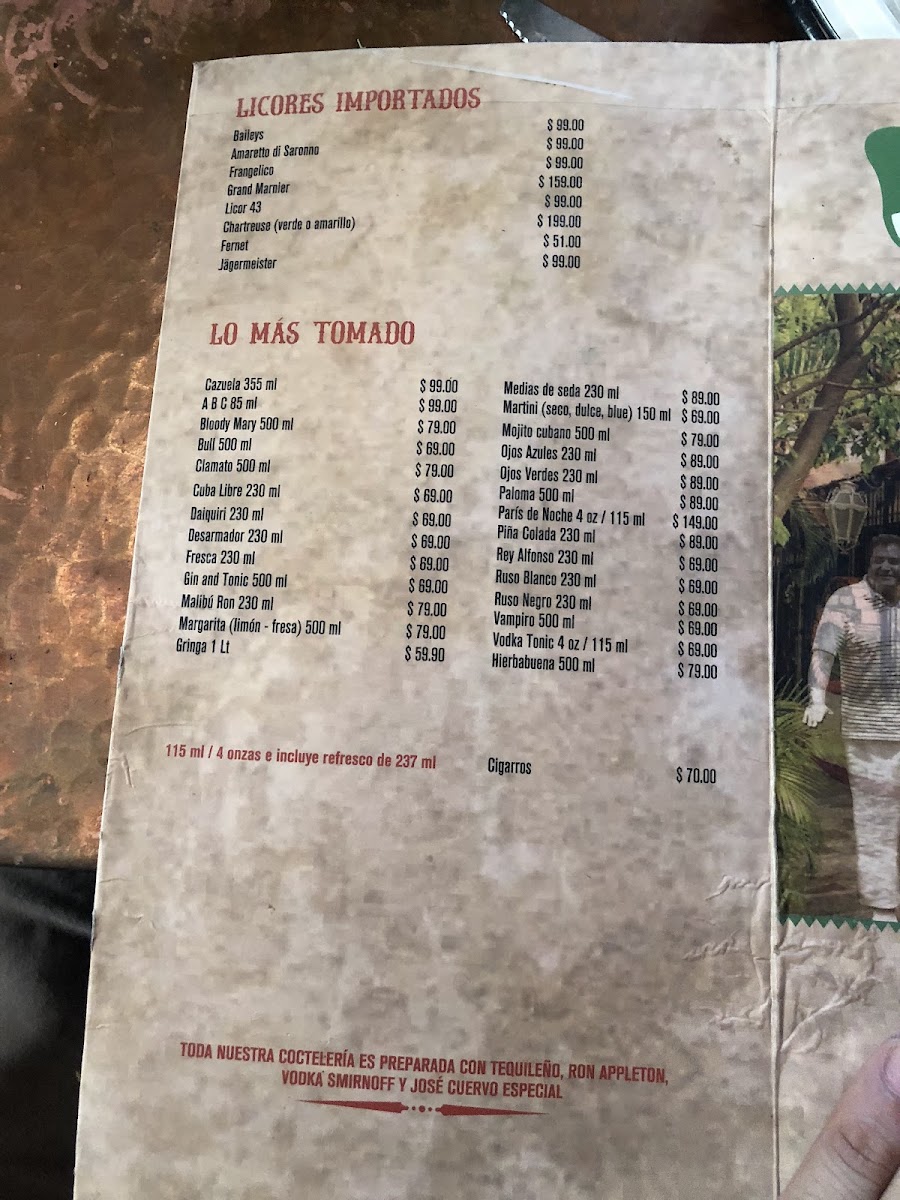 LICORES IMPORTADOS
Baileys $ 99.00
Amaretto di Saronno $ 99.00
Frangelico $ 99.00
Grand Marnier $ 159.00
Licor 43 $ 99.00
Chartreuse (verde o amarillo) $ 199.00
Fernet $ 51.00
Jägermeister $ 99.00
LO MÁS TOMADO
Cazuela 355 ml $ 99.00
A B C 85 ml $ 99.00
Bloody Mary 500 ml $ 79.00
Bull 500 ml $ 69.00
Clamato 500 ml $ 79.00
Cuba Libre 230 ml $ 69.00
Daiquiri 230 ml $ 69.00
Desarmador 230 ml $ 69.00
Fresca 230 ml $ 69.00
Gin and Tonic 500 ml $ 69.00
Malibú Ron 230 ml $ 79.00
Margarita (limón - fresa) 500 ml $ 79.00
Gringa 1 Lt $ 59.90
Medias de seda 230 ml $ 89.00
Martini (seco, dulce, blue) 150 ml $ 69.00
Mojito cubano 500 ml $ 79.00
Ojos Azules 230 ml $ 89.00
Ojos Verdes 230 ml $ 89.00
Paloma 500 ml $ 89.00
París de Noche 4 oz / 115 ml $ 149.00
Piña Colada 230 ml $ 89.00
Rey Alfonso 230 ml $ 69.00
Ruso Blanco 230 ml $ 69.00
Ruso Negro 230 ml $ 69.00
Vampiro 500 ml $ 69.00
Vodka Tonic 4 oz / 115 ml $ 69.00
Hierbabuena 500 ml $ 79.00
115 ml / 4 onzas e incluye refresco de 237 ml
Cigarros $ 70.00
TODA NUESTRA COCTELERÍA ES PREPARADA CON TEQUILEÑO, RON APPLETON,
VODKA SMIRNOFF Y JOSÉ CUERVO ESPECIAL